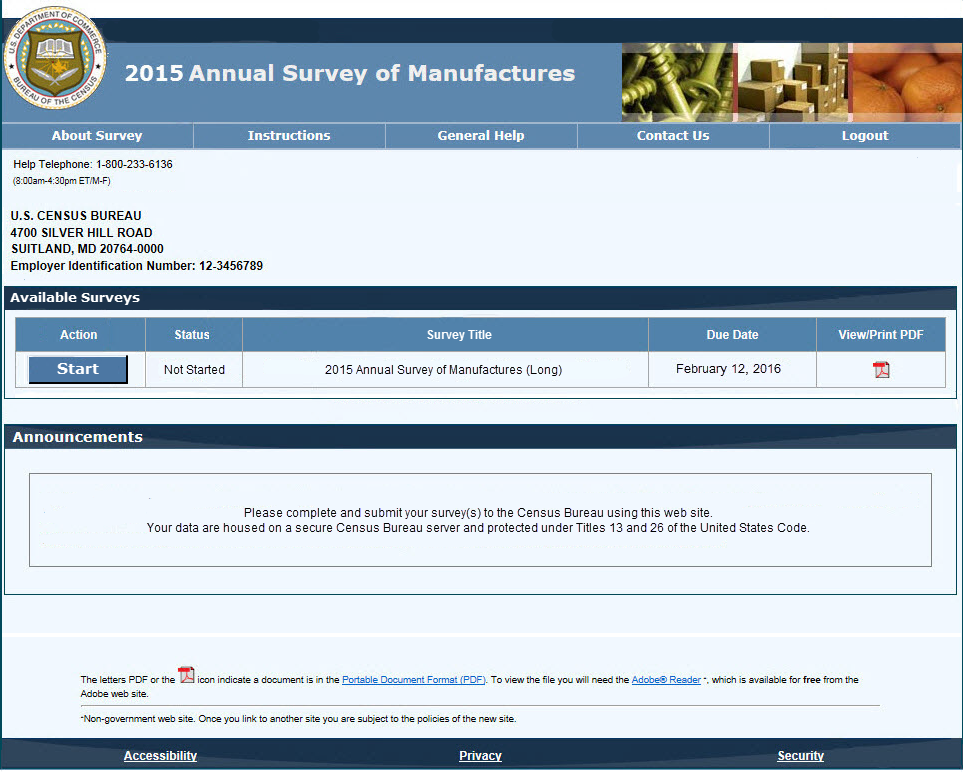 U.S. DEPARTMENT OF COMMERCE
BUREAU OF THE CENSUS
2015 Annual Survey of Manufactures
About Survey
Instructions
General Help
Contact Us
Logout
Help Telephone: 1-800-233-6136
(8:00am-4:30pm ET/M-F)
U.S. CENSUS BUREAU
4700 SILVER HILL ROAD
SUITLAND, MD 20764-0000
Employer Identification Number: 12-3456789
Available Surveys
Action Status Survey Title Due Date View/Print PDF
Start Not Started 2015 Annual Survey of Manufactures (Long) February 12, 2016
Announcements
Please complete and submit your survey(s) to the Census Bureau using this web site.
Your data are housed on a secure Census Bureau server and protected under Titles 13 and 26 of the United States Code.
The letters PDF or the icon indicate a document is in the Portable Document Format (PDF). To view the file you will need the Adobe® Reader *, which is available for free from the
Adobe web site.
*Non-government web site. Once you link to another site you are subject to the policies of the new site.
Accessibility
Privacy
Security